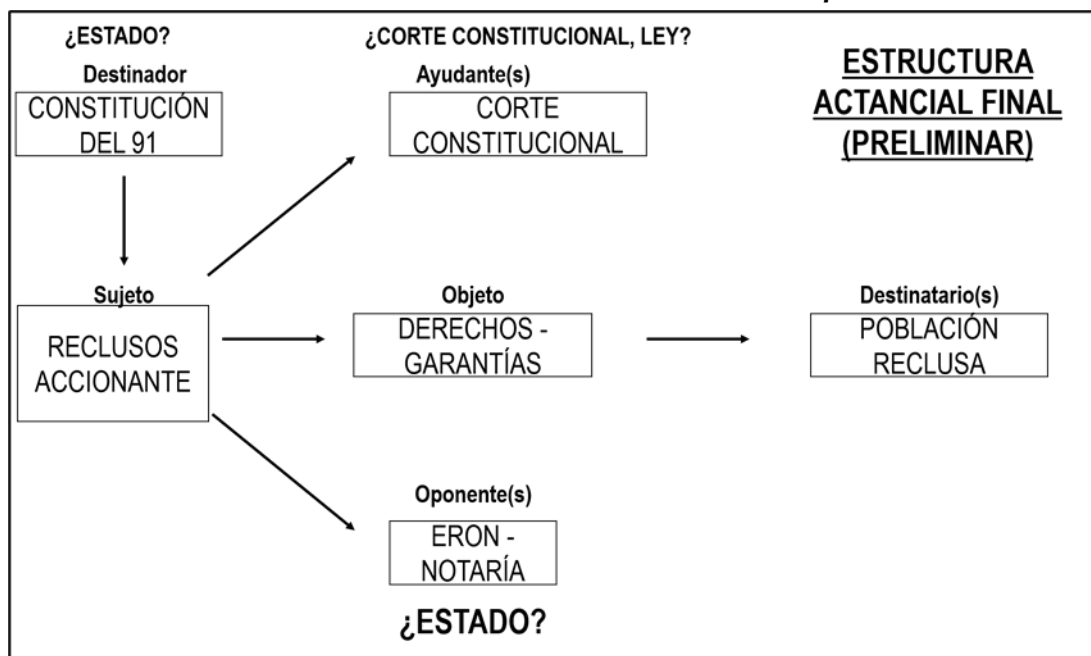 ¿ESTADO?
Destinador
CONSTITUCIÓN
DEL 91
¿CORTE CONSTITUCIONAL, LEY?
Ayudante(s)
CORTE
CONSTITUCIONAL
ESTRUCTURA
ACTANCIAL FINAL
(PRELIMINAR)
Sujeto
RECLUSOS
ACCIONANTE
Objeto
DERECHOS -
GARANTÍAS
Destinatario(s)
POBLACIÓN
RECLUSA
Oponente(s)
ERON -
NOTARÍA
¿ESTADO?